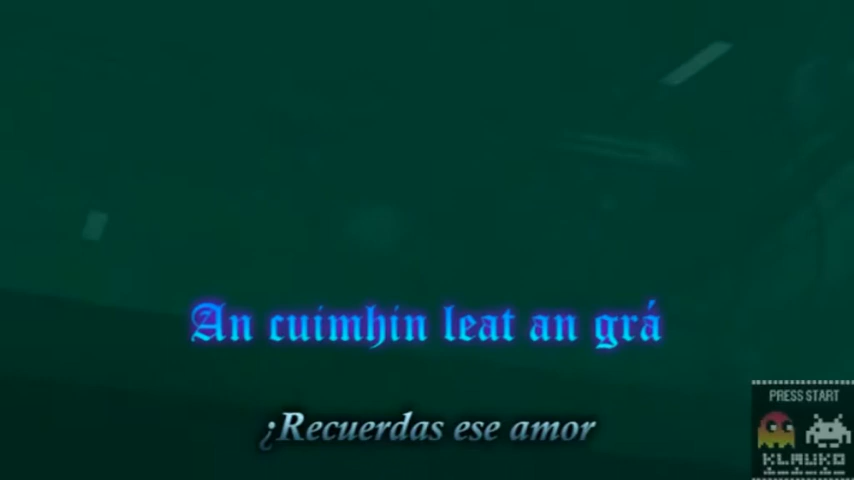 An cuimhin leat an grá
¿Recuerdas ese amor
PRESS START
KLAUKO